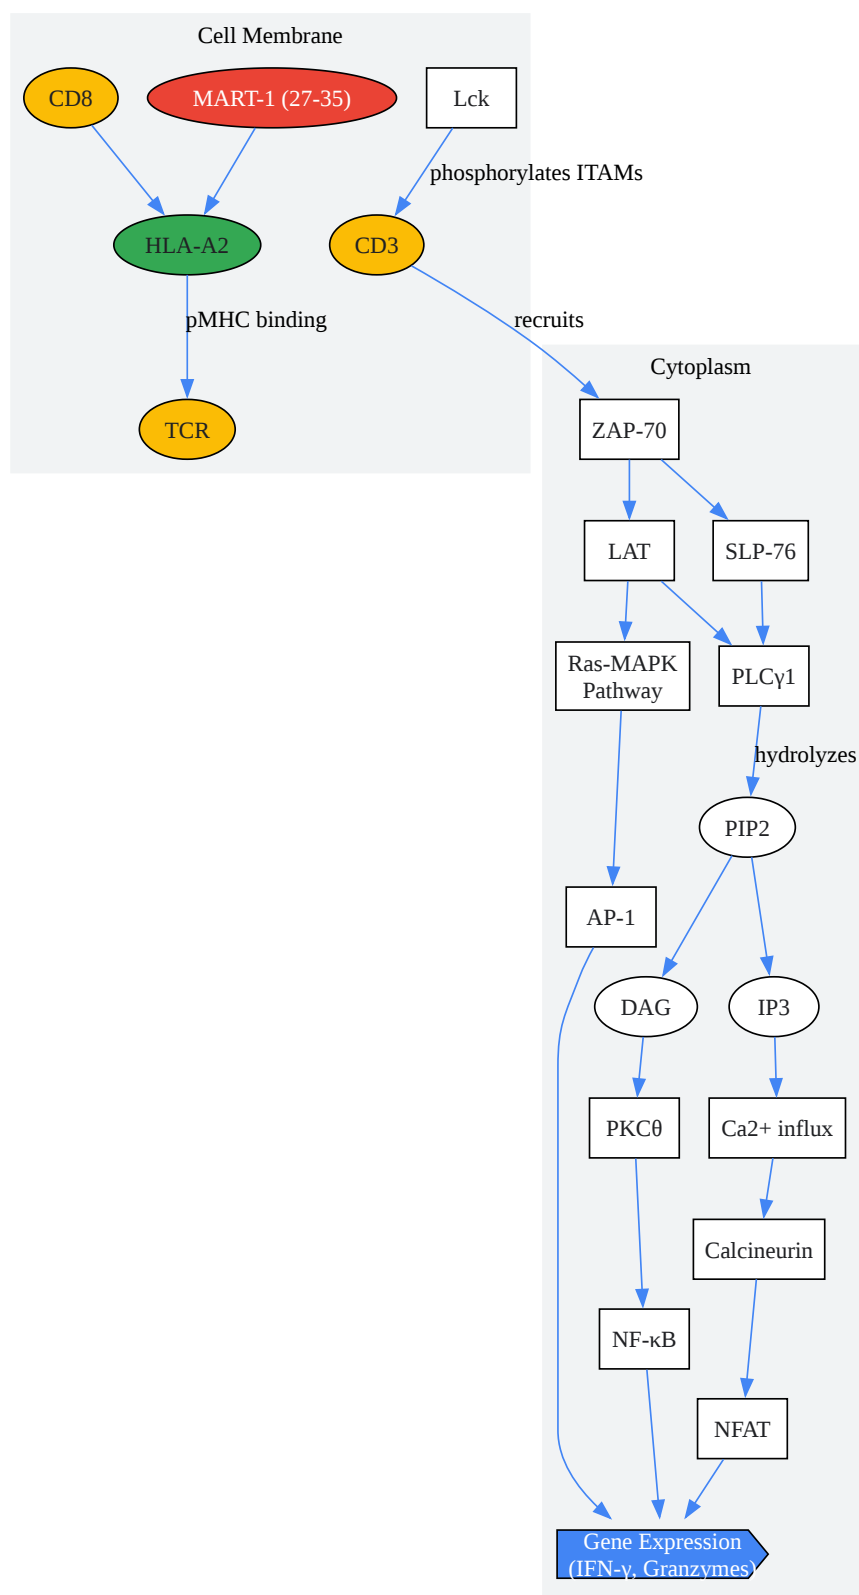 Cell Membrane
CD8
MART-1 (27-35)
Lck
phosphorylates ITAMs
HLA-A2
CD3
pMHC binding
recruits
Cytoplasm
TCR
ZAP-70
LAT
SLP-76
Ras-MAPK
Pathway
PLCγ1
hydrolyzes
PIP2
AP-1
DAG
IP3
PKCθ
Ca2+ influx
Calcineurin
NF-κB
NFAT
Gene Expression
(IFN-γ, Granzymes)